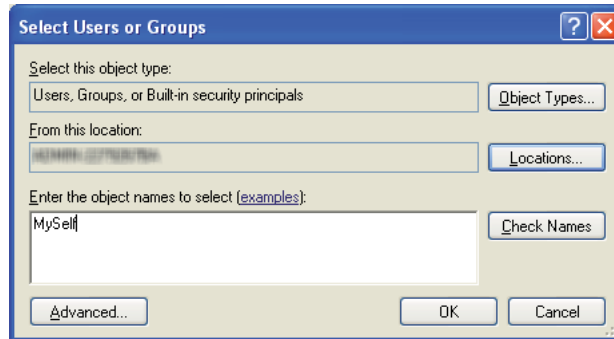 Select Users or Groups
Select this object type:
Users, Groups, or Built-in security principals
Object Types...
From this location:
Locations...
Enter the object names to select (examples):
MySelf
Check Names
Advanced...
OK
Cancel